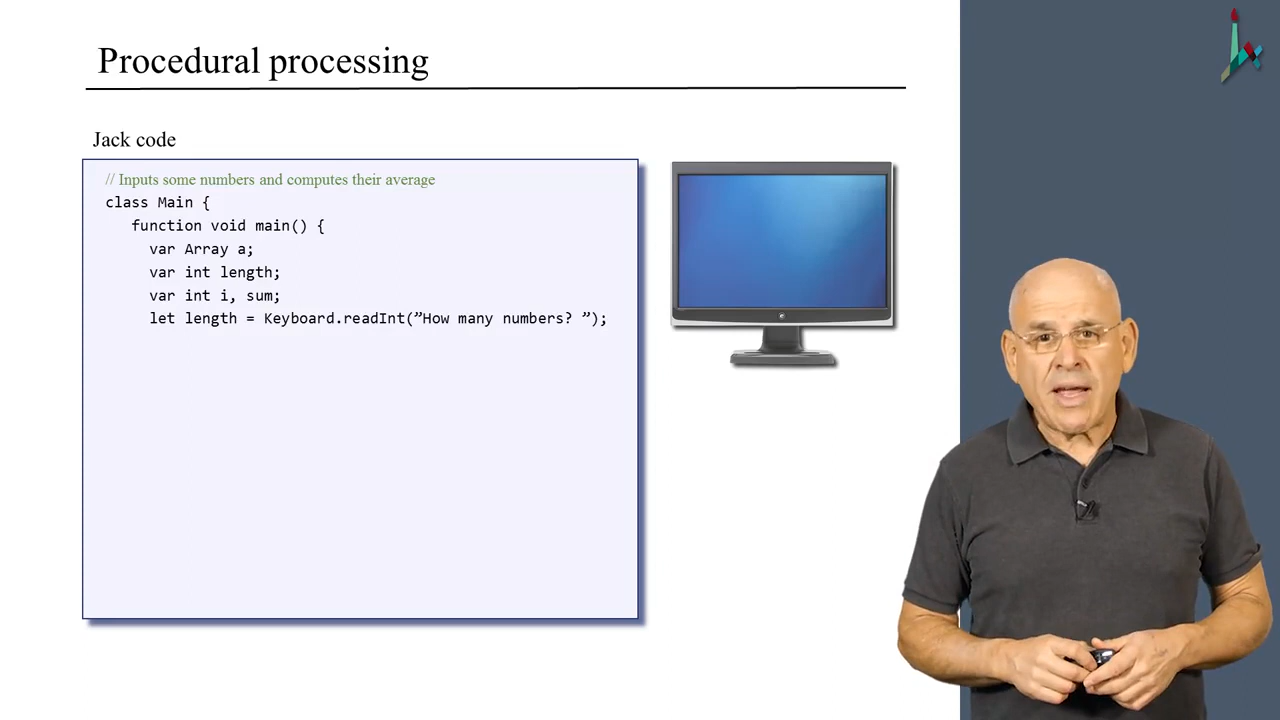 Procedural processing
Jack code
// Inputs some numbers and computes their average
class Main {
function void main() {
var Array a;
var int length;
var int i, sum;
let length = Keyboard.readInt(”How many numbers? ”);